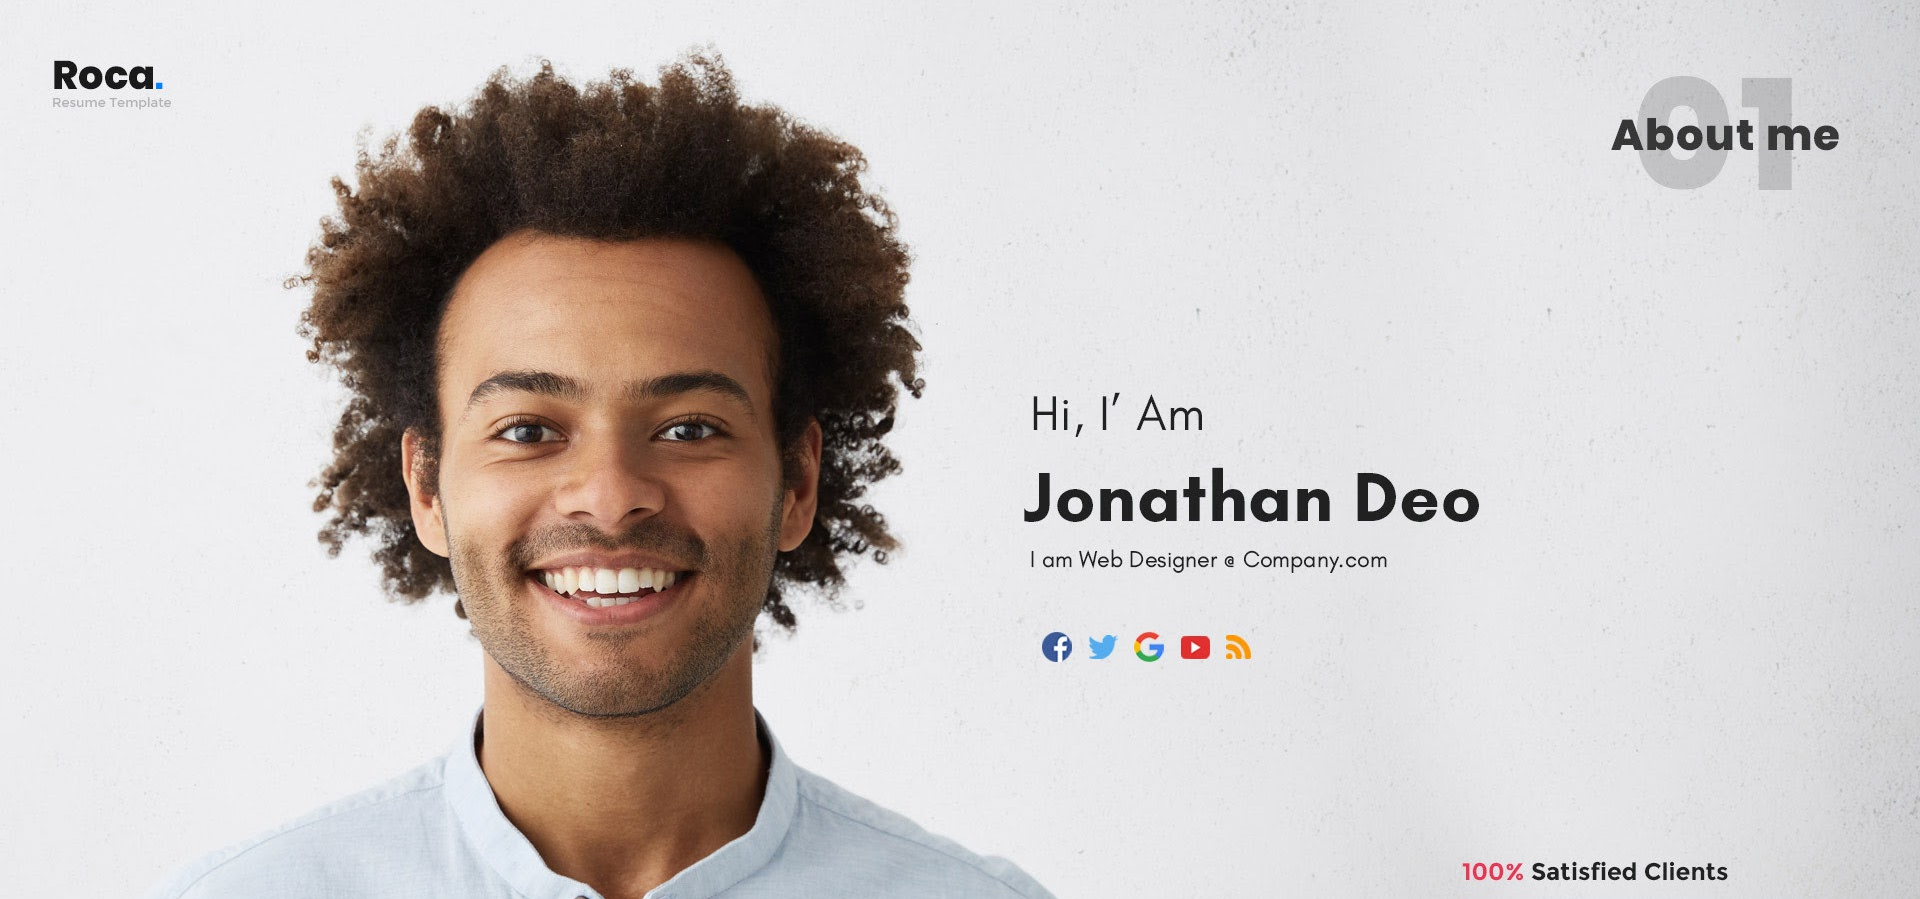 Roca.
Resume Template
01
About me
Hi, I’ Am
Jonathan Deo
I am Web Designer @ Company.com
100% Satisfied Clients